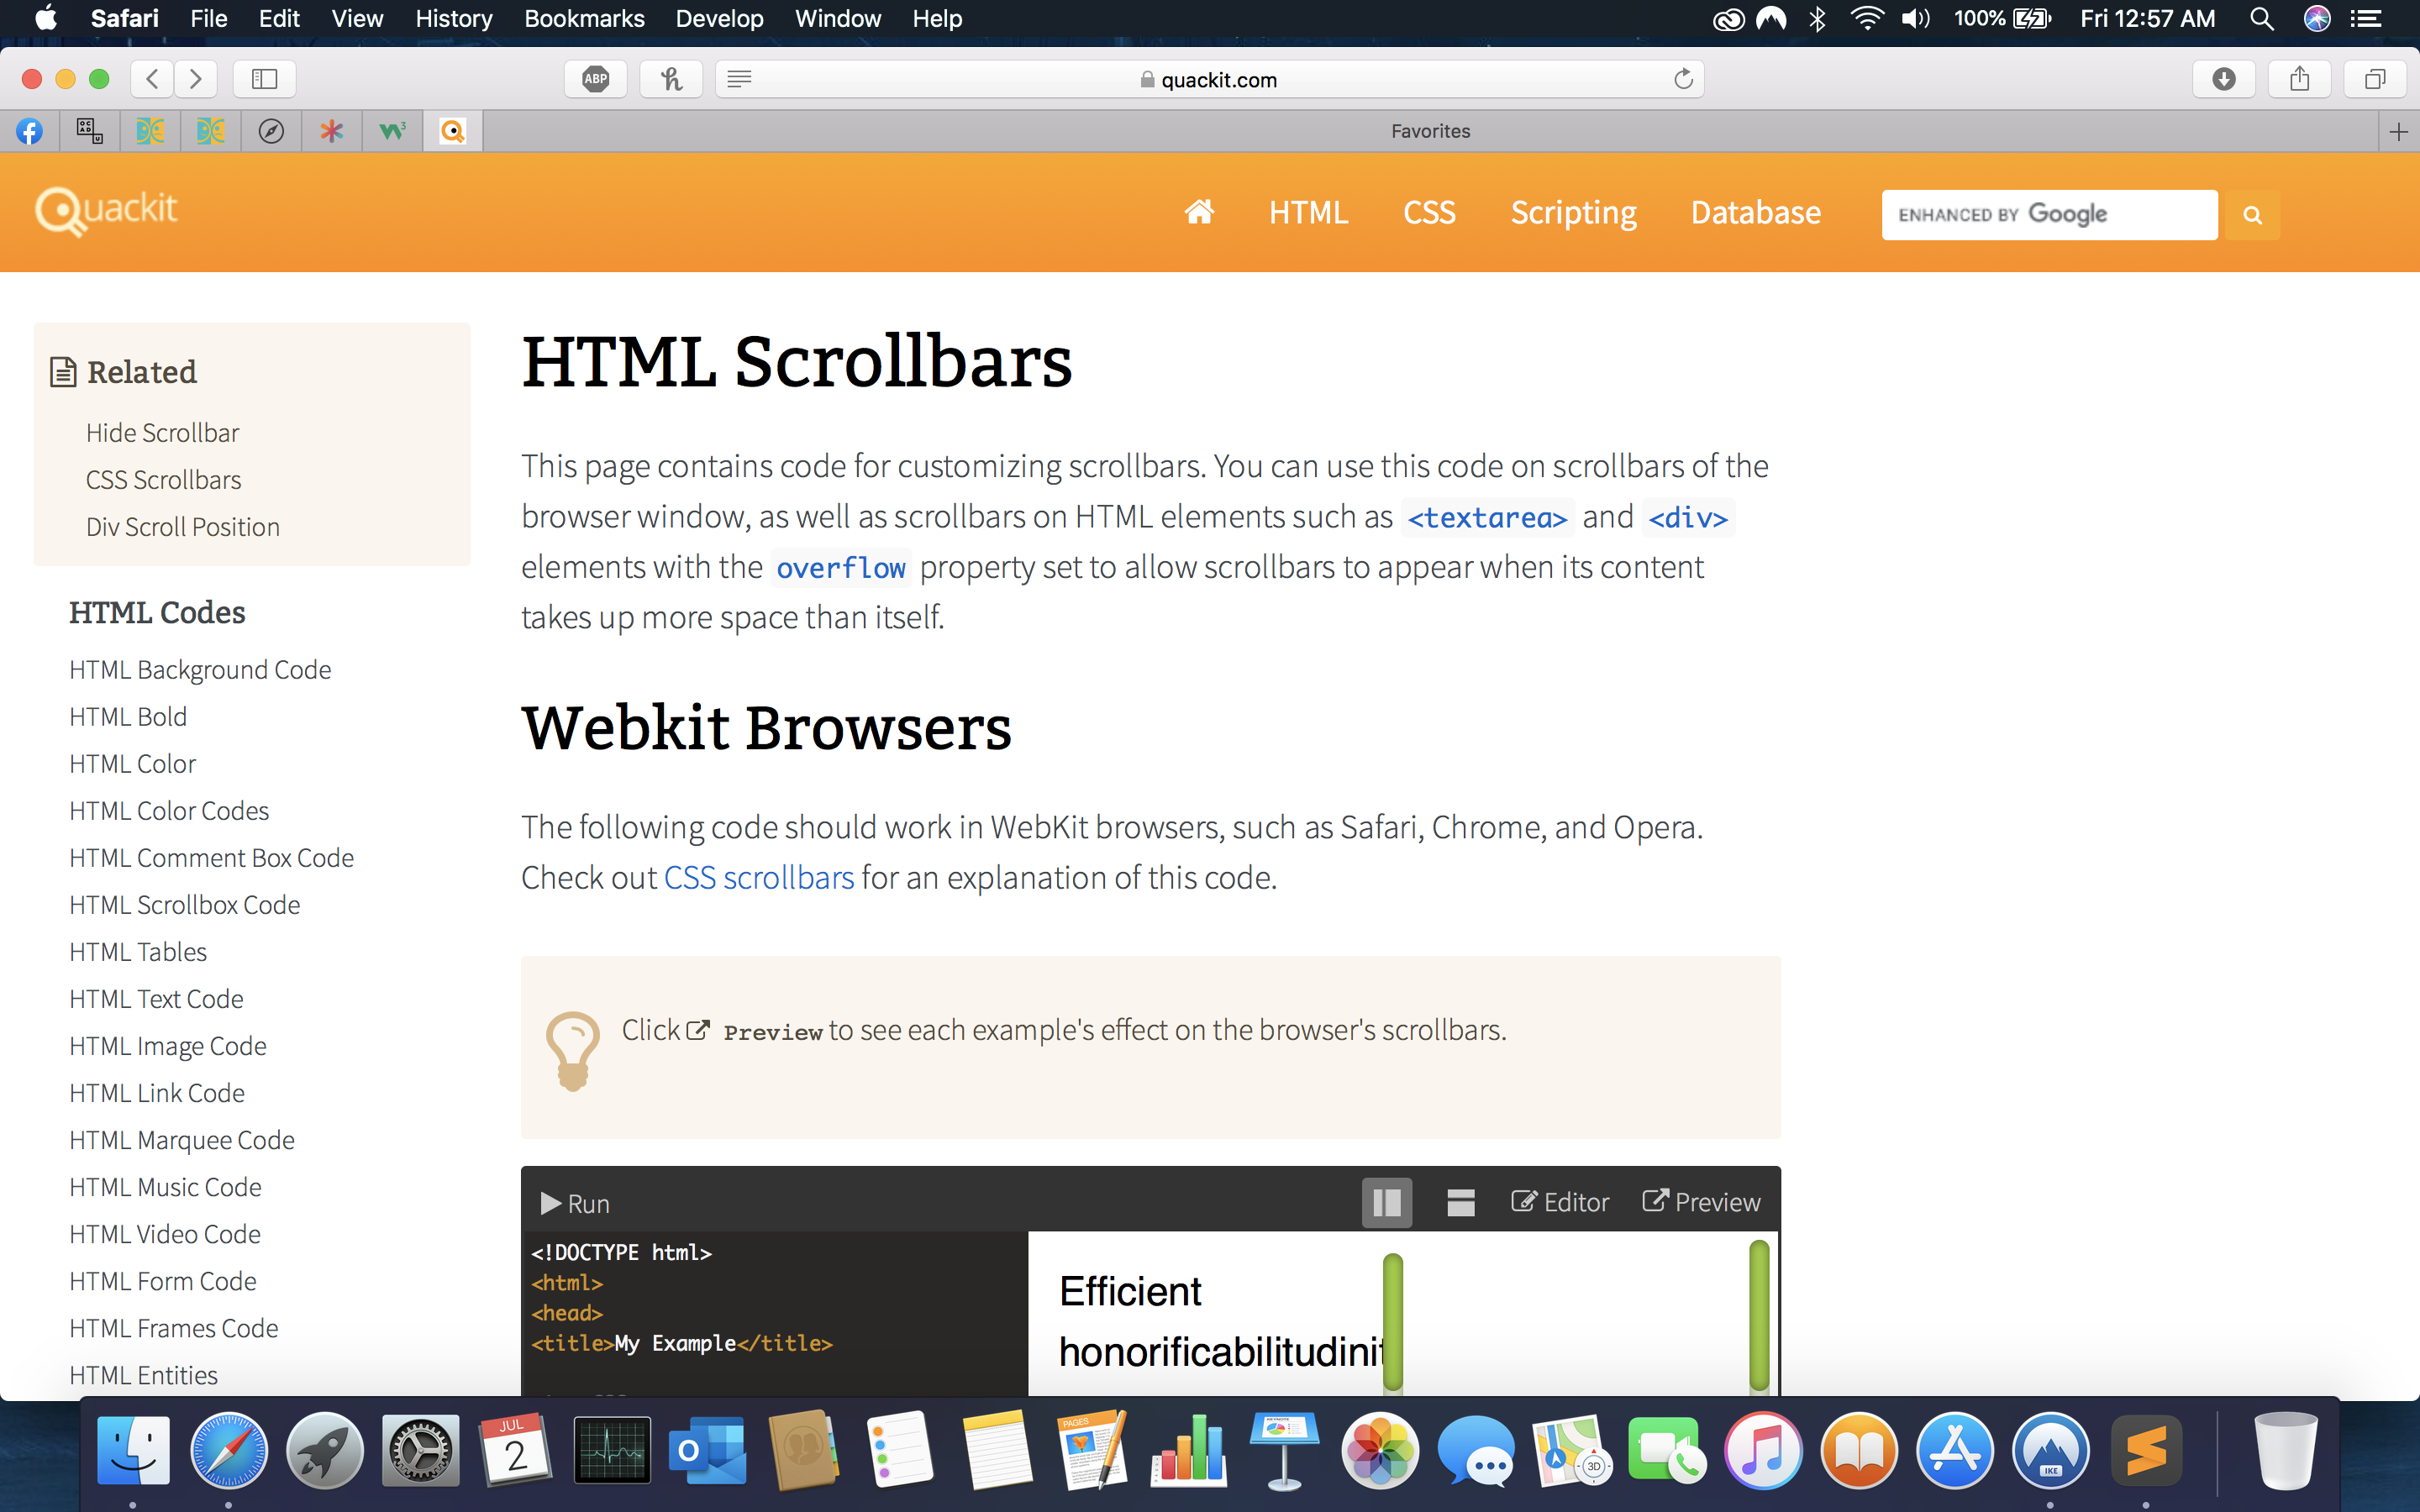 Safari File Edit View History Bookmarks Develop Window Help 100% Fri 12:57 AM
ABP quackit.com
OCAD U W3 Favorites
Quackit HTML CSS Scripting Database ENHANCED BY Google
Related
Hide Scrollbar
CSS Scrollbars
Div Scroll Position
HTML Codes
HTML Background Code
HTML Bold
HTML Color
HTML Color Codes
HTML Comment Box Code
HTML Scrollbox Code
HTML Tables
HTML Text Code
HTML Image Code
HTML Link Code
HTML Marquee Code
HTML Music Code
HTML Video Code
HTML Form Code
HTML Frames Code
HTML Entities
HTML Scrollbars
This page contains code for customizing scrollbars. You can use this code on scrollbars of the
browser window, as well as scrollbars on HTML elements such as <textarea> and <div>
elements with the overflow property set to allow scrollbars to appear when its content
takes up more space than itself.
Webkit Browsers
The following code should work in WebKit browsers, such as Safari, Chrome, and Opera.
Check out CSS scrollbars for an explanation of this code.
Click Preview to see each example's effect on the browser's scrollbars.
Run Editor Preview
<!DOCTYPE html>
<html>
<head>
<title>My Example</title>
Efficient
honorificabilitudinit
JUL
2
O
PAGES
KEYNOTE
3D
IKE